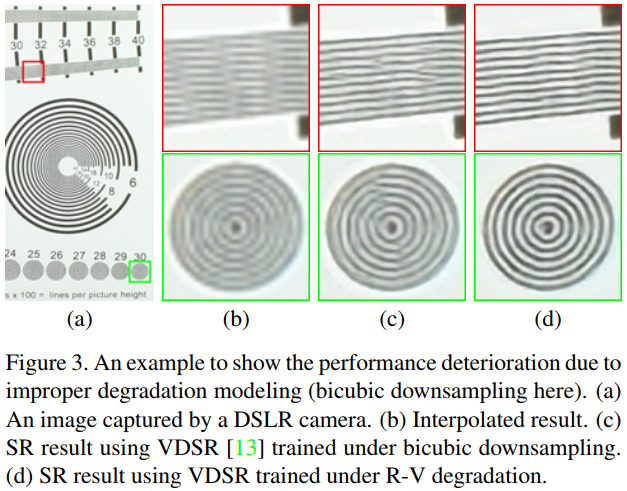 30 32 34 36 38 40
16 10
13 8 6
24 25 26 27 28 29 30
s x 100 = lines per picture height
(a) (b) (c) (d)
Figure 3. An example to show the performance deterioration due to
improper degradation modeling (bicubic downsampling here). (a)
An image captured by a DSLR camera. (b) Interpolated result. (c)
SR result using VDSR [13] trained under bicubic downsampling.
(d) SR result using VDSR trained under R-V degradation.